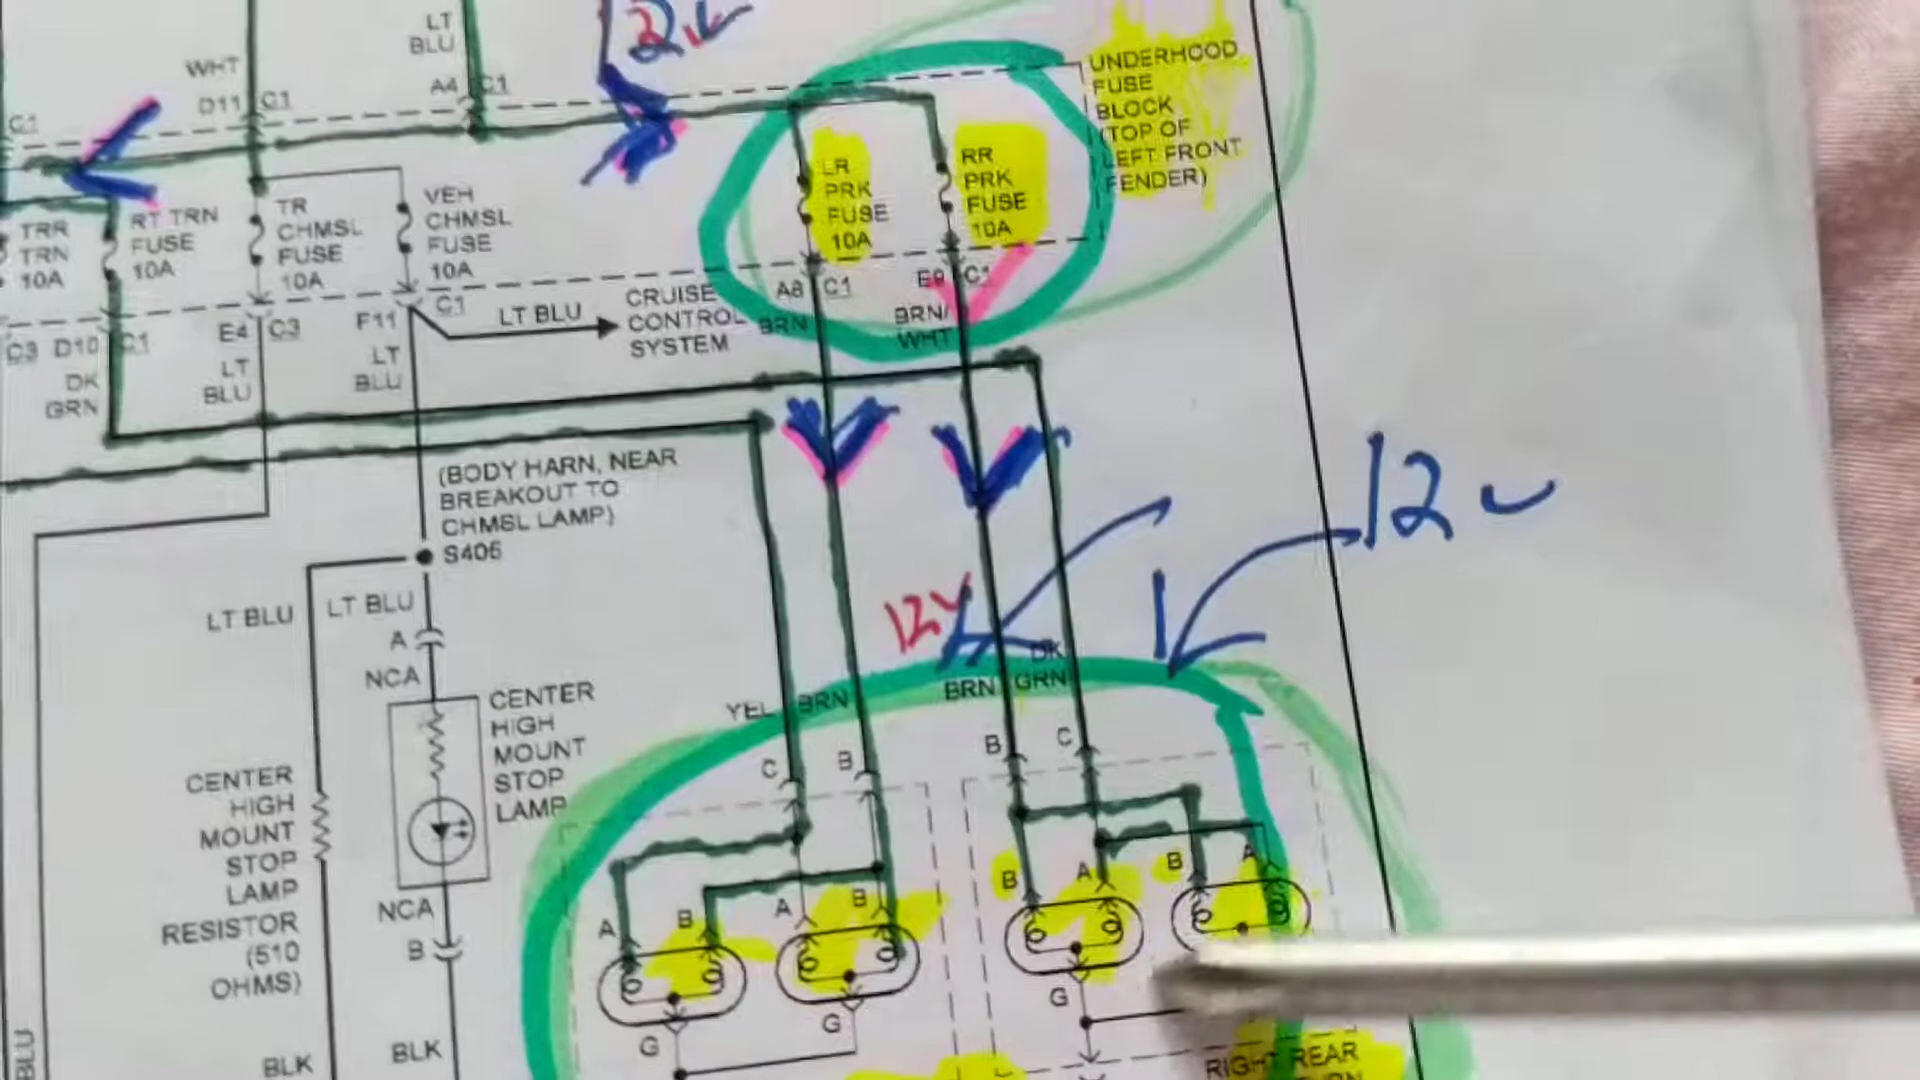 LT
BLU
WHT
D11 C1
A4 C1
C1
2v
UNDERHOOD
FUSE
BLOCK
(TOP OF
LEFT FRONT
FENDER)
TRR
TRN
10A
RT TRN
FUSE
10A
TR
CHMSL
FUSE
10A
VEH
CHMSL
FUSE
10A
LR
PRK
FUSE
10A
RR
PRK
FUSE
10A
C3 D10 C1
E4 C3
F11 C1
A8 C1
E9 C1
DK
GRN
LT
BLU
LT
BLU
LT BLU
CRUISE
CONTROL
SYSTEM
BRN
BRN/
WHT
(BODY HARN, NEAR
BREAKOUT TO
CHMSL LAMP)
S406
12v
LT BLU
LT BLU
A
NCA
12v
CENTER
HIGH
MOUNT
STOP
LAMP
YEL BRN
BRN
DK
GRN
C
B
B
C
CENTER
HIGH
MOUNT
STOP
LAMP
RESISTOR
(510
OHMS)
NCA
B
A
B
A
B
B
A
B
A
G
G
G
BLU
BLK
BLK
RIGHT REAR